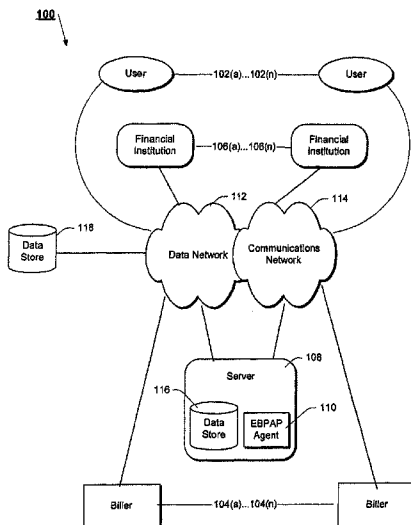 100
User
102(a)...102(n)
User
Financial
Institution
106(a)...106(n)
Financial
Institution
112
114
118
Data
Store
Data Network
Communications
Network
108
Server
116
110
Data
Store
EBPAP
Agent
Biller
104(a)...104(n)
Biller